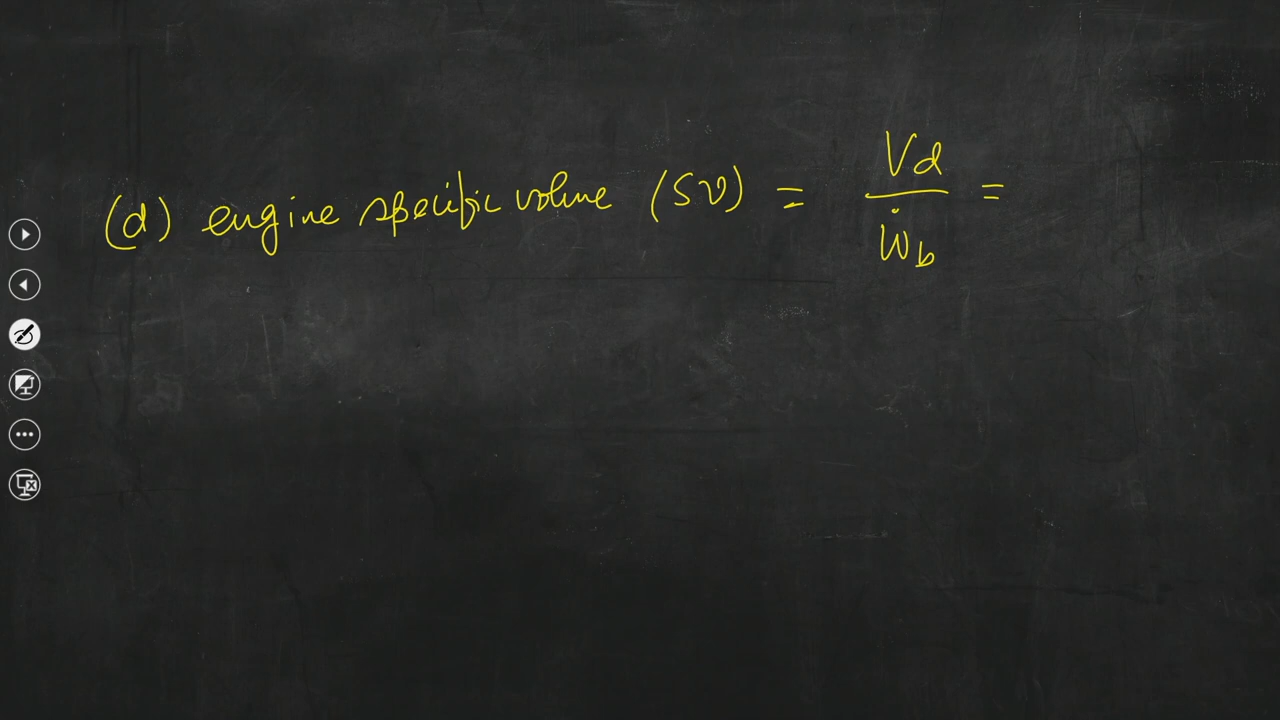 (d) engine specific volume (SV) = Vd / Ẇb =